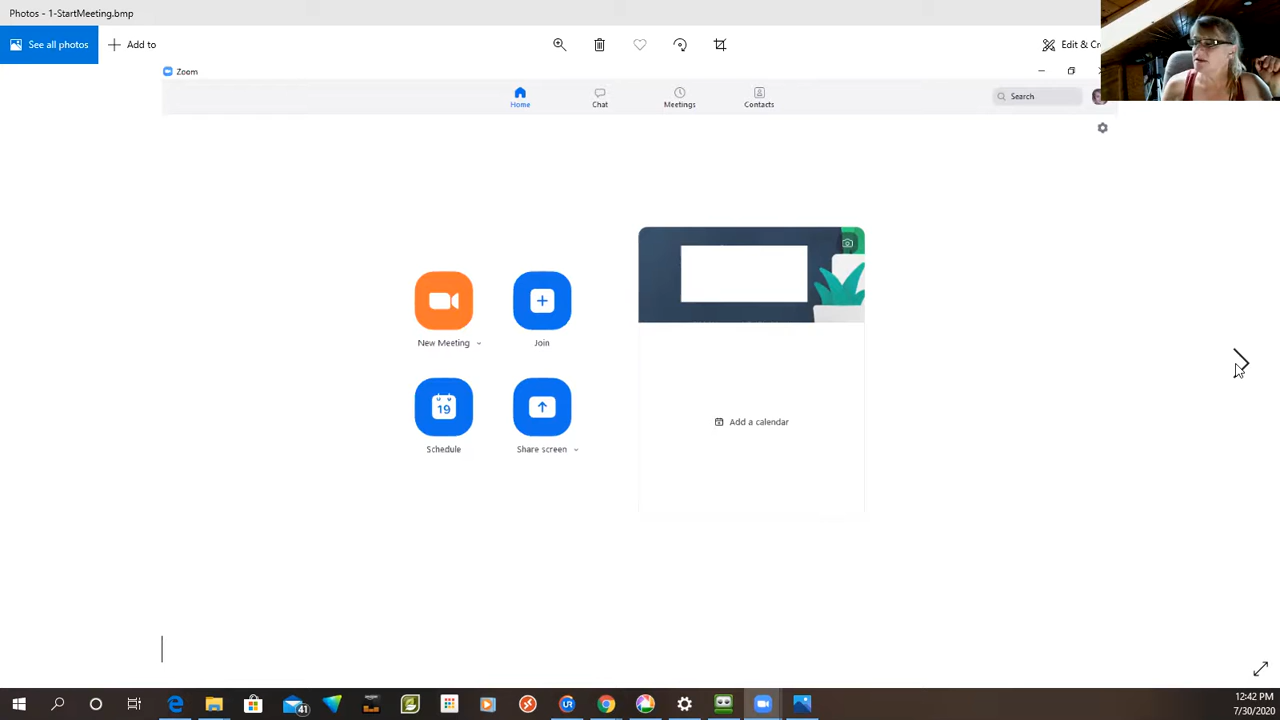 Photos - 1-StartMeeting.bmp
See all photos
Add to
Edit & Cr
Zoom
Home
Chat
Meetings
Contacts
Search
New Meeting
Join
19
Schedule
Share screen
Add a calendar
41
UR
12:42 PM
7/30/2020